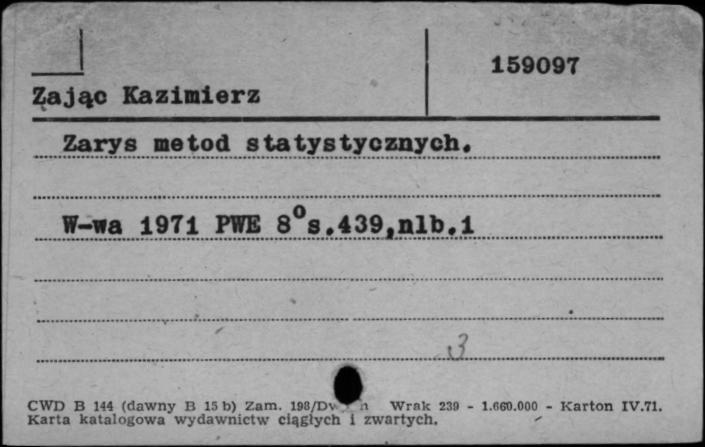 159097
Zając Kazimierz
Zarys metod statystycznych.
W-wa 1971 PWE 8° s.439,nlb.1
3
CWD B 144 (dawny B 15 b) Zam. 198/Dw Wrak 239 - 1.660.000 - Karton IV.71.
Karta katalogowa wydawnictw ciągłych i zwartych.